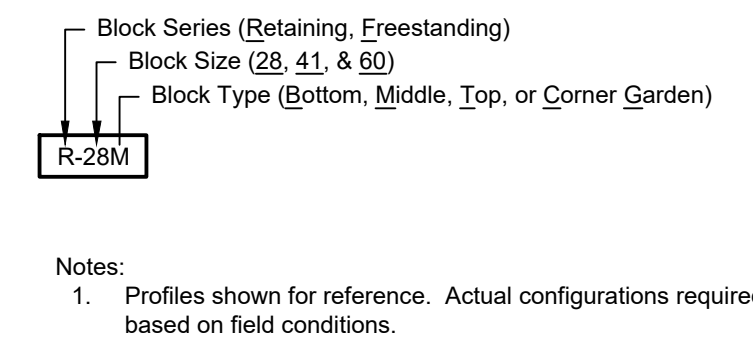 Block Series (Retaining, Freestanding)
Block Size (28, 41, & 60)
Block Type (Bottom, Middle, Top, or Corner Garden)
R-28M
Notes:
1. Profiles shown for reference. Actual configurations require
based on field conditions.